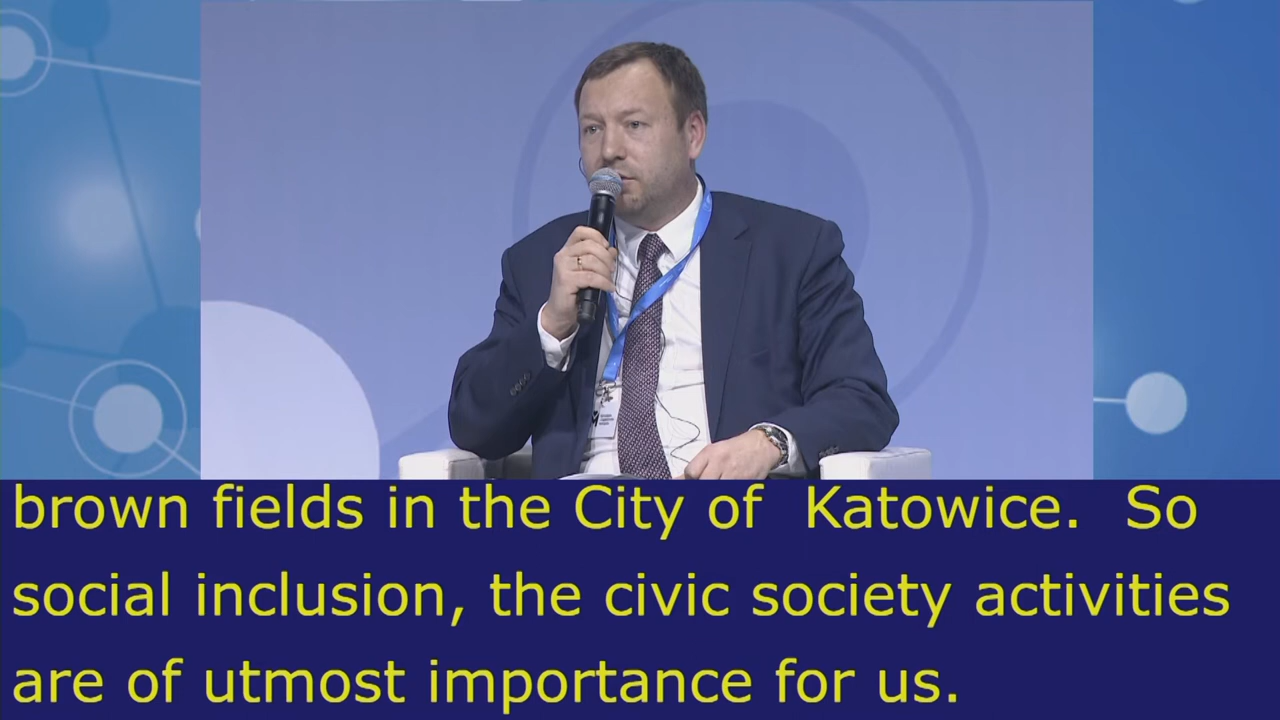 brown fields in the City of  Katowice.  So
social inclusion, the civic society activities
are of utmost importance for us.